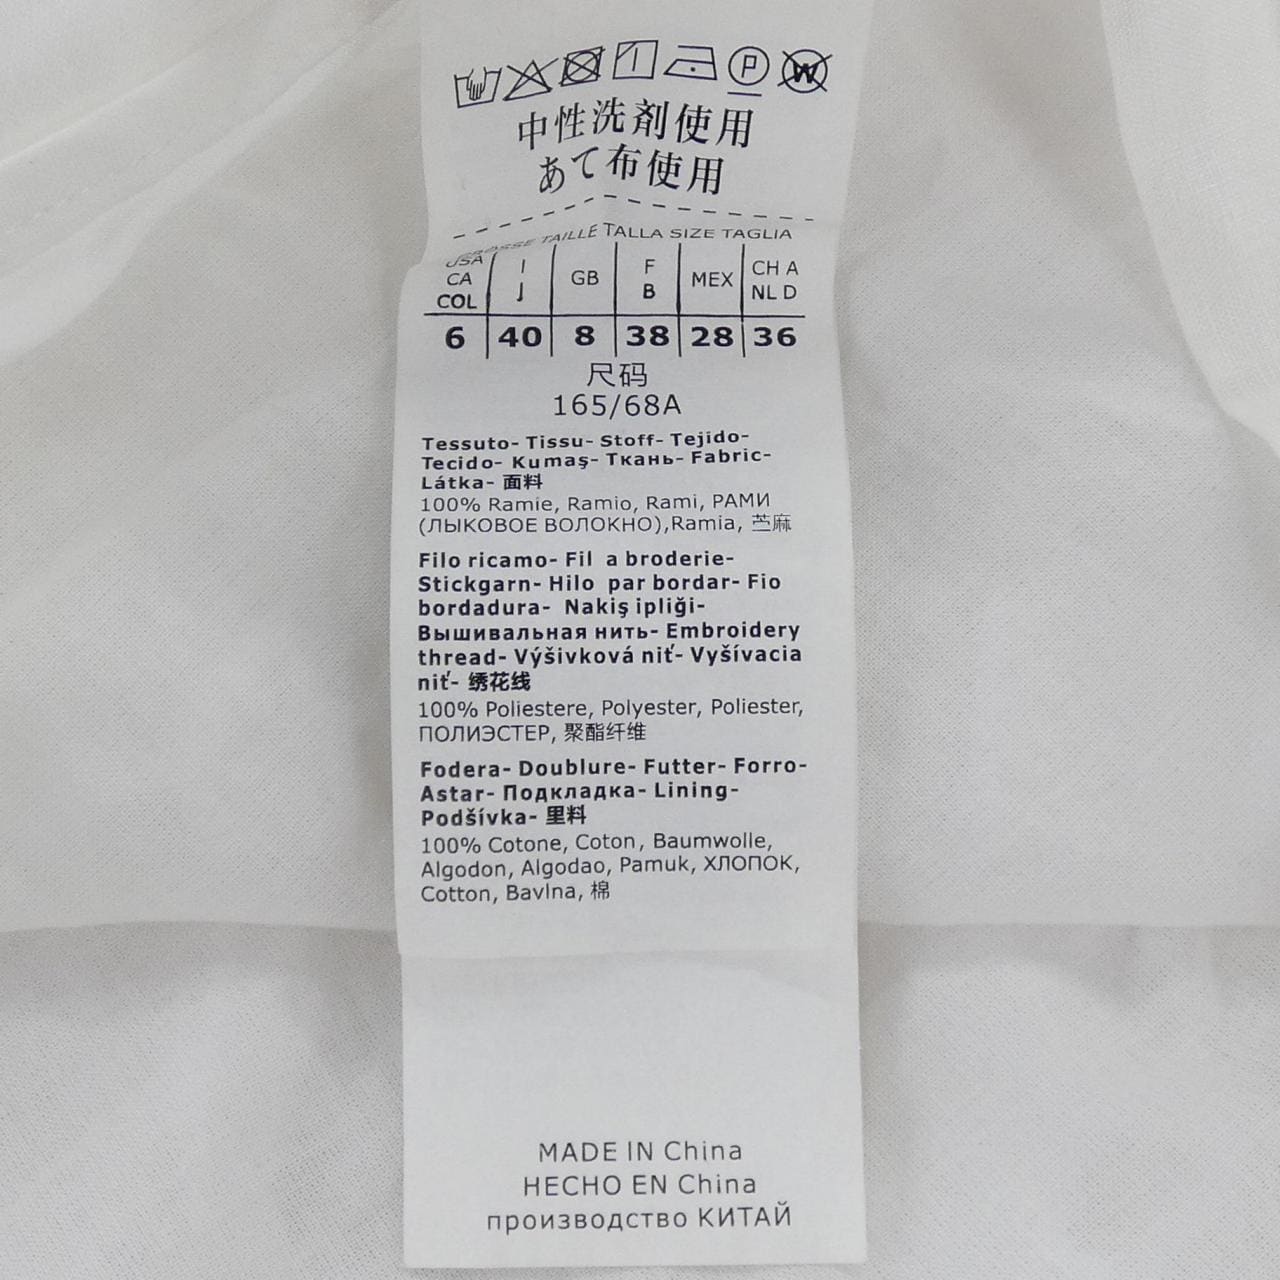 P W
中性洗剤使用
あて布使用
GRÖSSE TAILLE TALLA SIZE TAGLIA
USA CA COL I J GB F B MEX CH A NL D
6 40 8 38 28 36
尺码
165/68A
Tessuto- Tissu- Stoff- Tejido-
Tecido- Kumaş- Ткань- Fabric-
Látka- 面料
100% Ramie, Ramio, Rami, РАМИ
(ЛЫКОВОЕ ВОЛОКНО),Ramia, 苎麻
Filo ricamo- Fil a broderie-
Stickgarn- Hilo par bordar- Fio
bordadura- Nakiş ipliği-
Вышивальная нить- Embroidery
thread- Výšivková niť- Vyšívacia
niť- 绣花线
100% Poliestere, Polyester, Poliester,
ПОЛИЭСТЕР, 聚酯纤维
Fodera- Doublure- Futter- Forro-
Astar- Подкладка- Lining-
Podšívka- 里料
100% Cotone, Coton, Baumwolle,
Algodon, Algodao, Pamuk, ХЛОПОК,
Cotton, Bavlna, 棉
MADE IN China
HECHO EN China
производство КИТАЙ